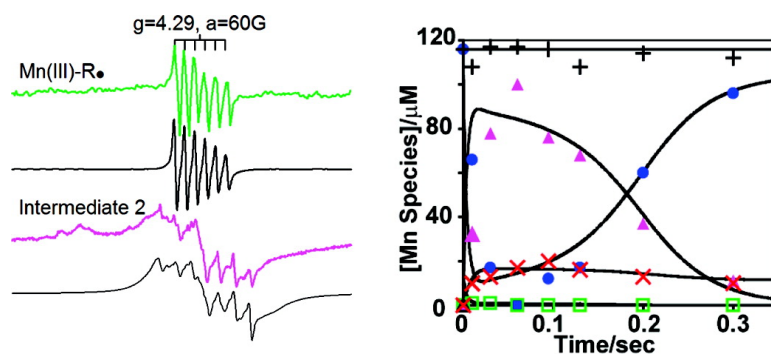 g=4.29, a=60G
Mn(III)-R●
Intermediate 2
[Mn Species]/μM
120
80
40
0
0 0.1 0.2 0.3
Time/sec